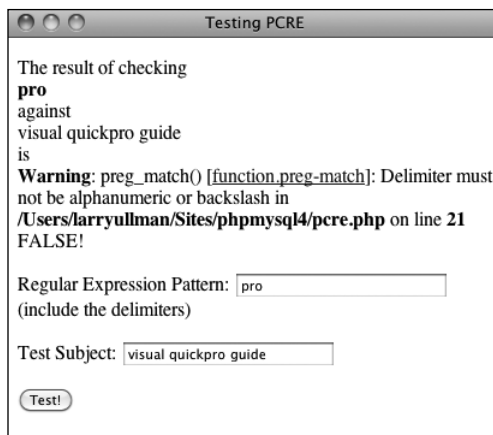 Testing PCRE
The result of checking
pro
against
visual quickpro guide
is
Warning: preg_match() [function.preg-match]: Delimiter must
not be alphanumeric or backslash in
/Users/larryullman/Sites/phpmysql4/pcre.php on line 21
FALSE!
Regular Expression Pattern: pro
(include the delimiters)
Test Subject: visual quickpro guide
Test!